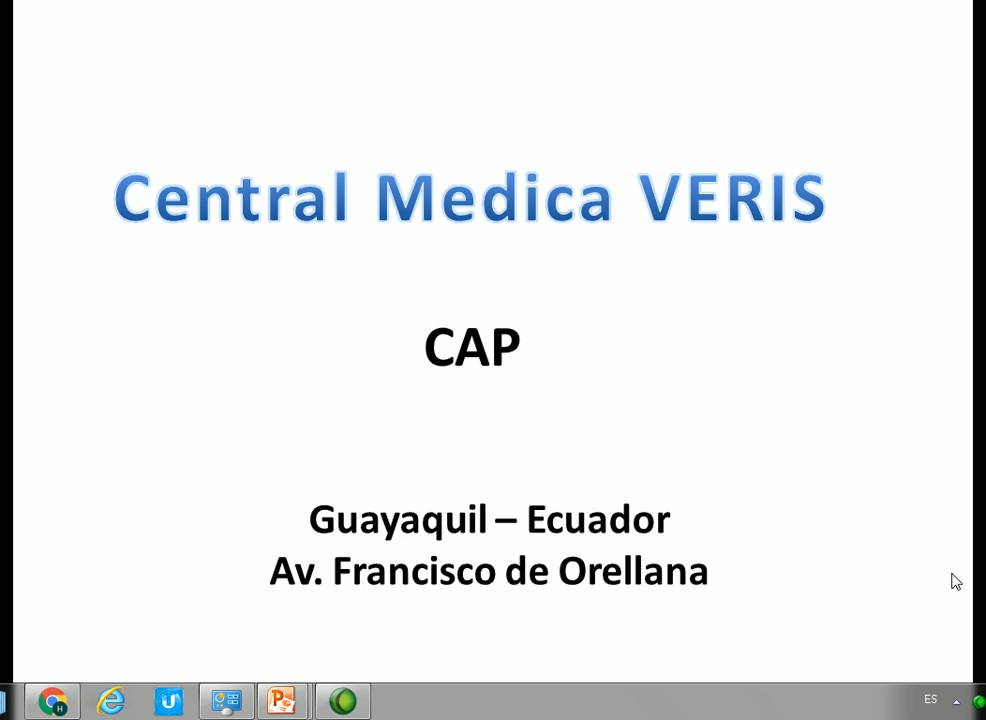 Central Medica VERIS
CAP
Guayaquil – Ecuador
Av. Francisco de Orellana
ES